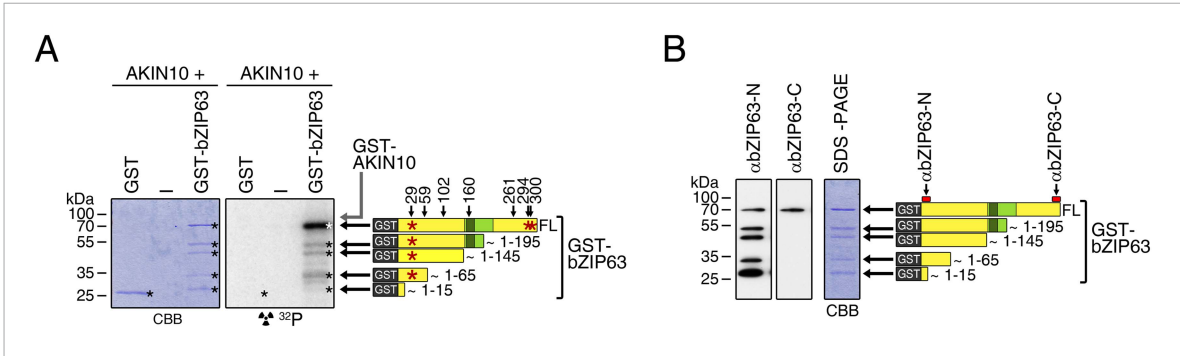 A
B
AKIN10 +
AKIN10 +
GST
–
GST-bZIP63
GST
–
GST-bZIP63
GST-
AKIN10
kDa
100
70
55
35
25
29
59
102
160
261
294
300
GST * ** FL
GST * ~ 1-195
GST * ~ 1-145
GST * ~ 1-65
GST ~ 1-15
GST-
bZIP63
CBB
32P
αbZIP63-N
αbZIP63-C
SDS -PAGE
αbZIP63-N
αbZIP63-C
kDa
100
70
55
35
25
GST FL
GST ~ 1-195
GST ~ 1-145
GST ~ 1-65
GST ~ 1-15
GST-
bZIP63
CBB